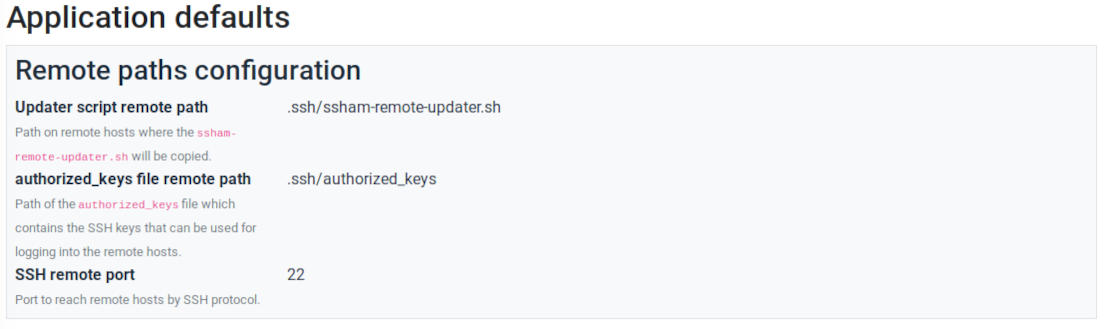 Application defaults
Remote paths configuration
Updater script remote path
.ssh/ssham-remote-updater.sh
Path on remote hosts where the ssham-
remote-updater.sh will be copied.
authorized_keys file remote path
.ssh/authorized_keys
Path of the authorized_keys file which
contains the SSH keys that can be used for
logging into the remote hosts.
SSH remote port
22
Port to reach remote hosts by SSH protocol.